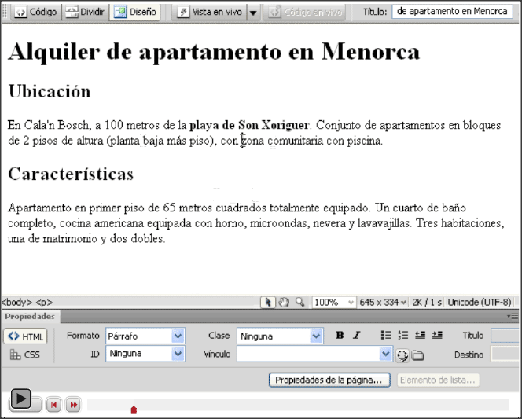 Código Dividir Diseño Vista en vivo Código en vivo Título: de apartamento en Menorca
Alquiler de apartamento en Menorca
Ubicación
En Cala'n Bosch, a 100 metros de la playa de Son Xoriguer. Conjunto de apartamentos en bloques
de 2 pisos de altura (planta baja más piso), con zona comunitaria con piscina.
Características
Apartamento en primer piso de 65 metros cuadrados totalmente equipado. Un cuarto de baño
completo, cocina americana equipada con horno, microondas, nevera y lavavajillas. Tres habitaciones,
una de matrimonio y dos dobles.
<body> <p> 100% 645 x 334 2K / 1 s Unicode (UTF-8)
Propiedades
<> HTML Formato Párrafo Clase Ninguna B I Título
CSS ID Ninguna Vínculo Destino
Propiedades de la página... Elemento de lista...